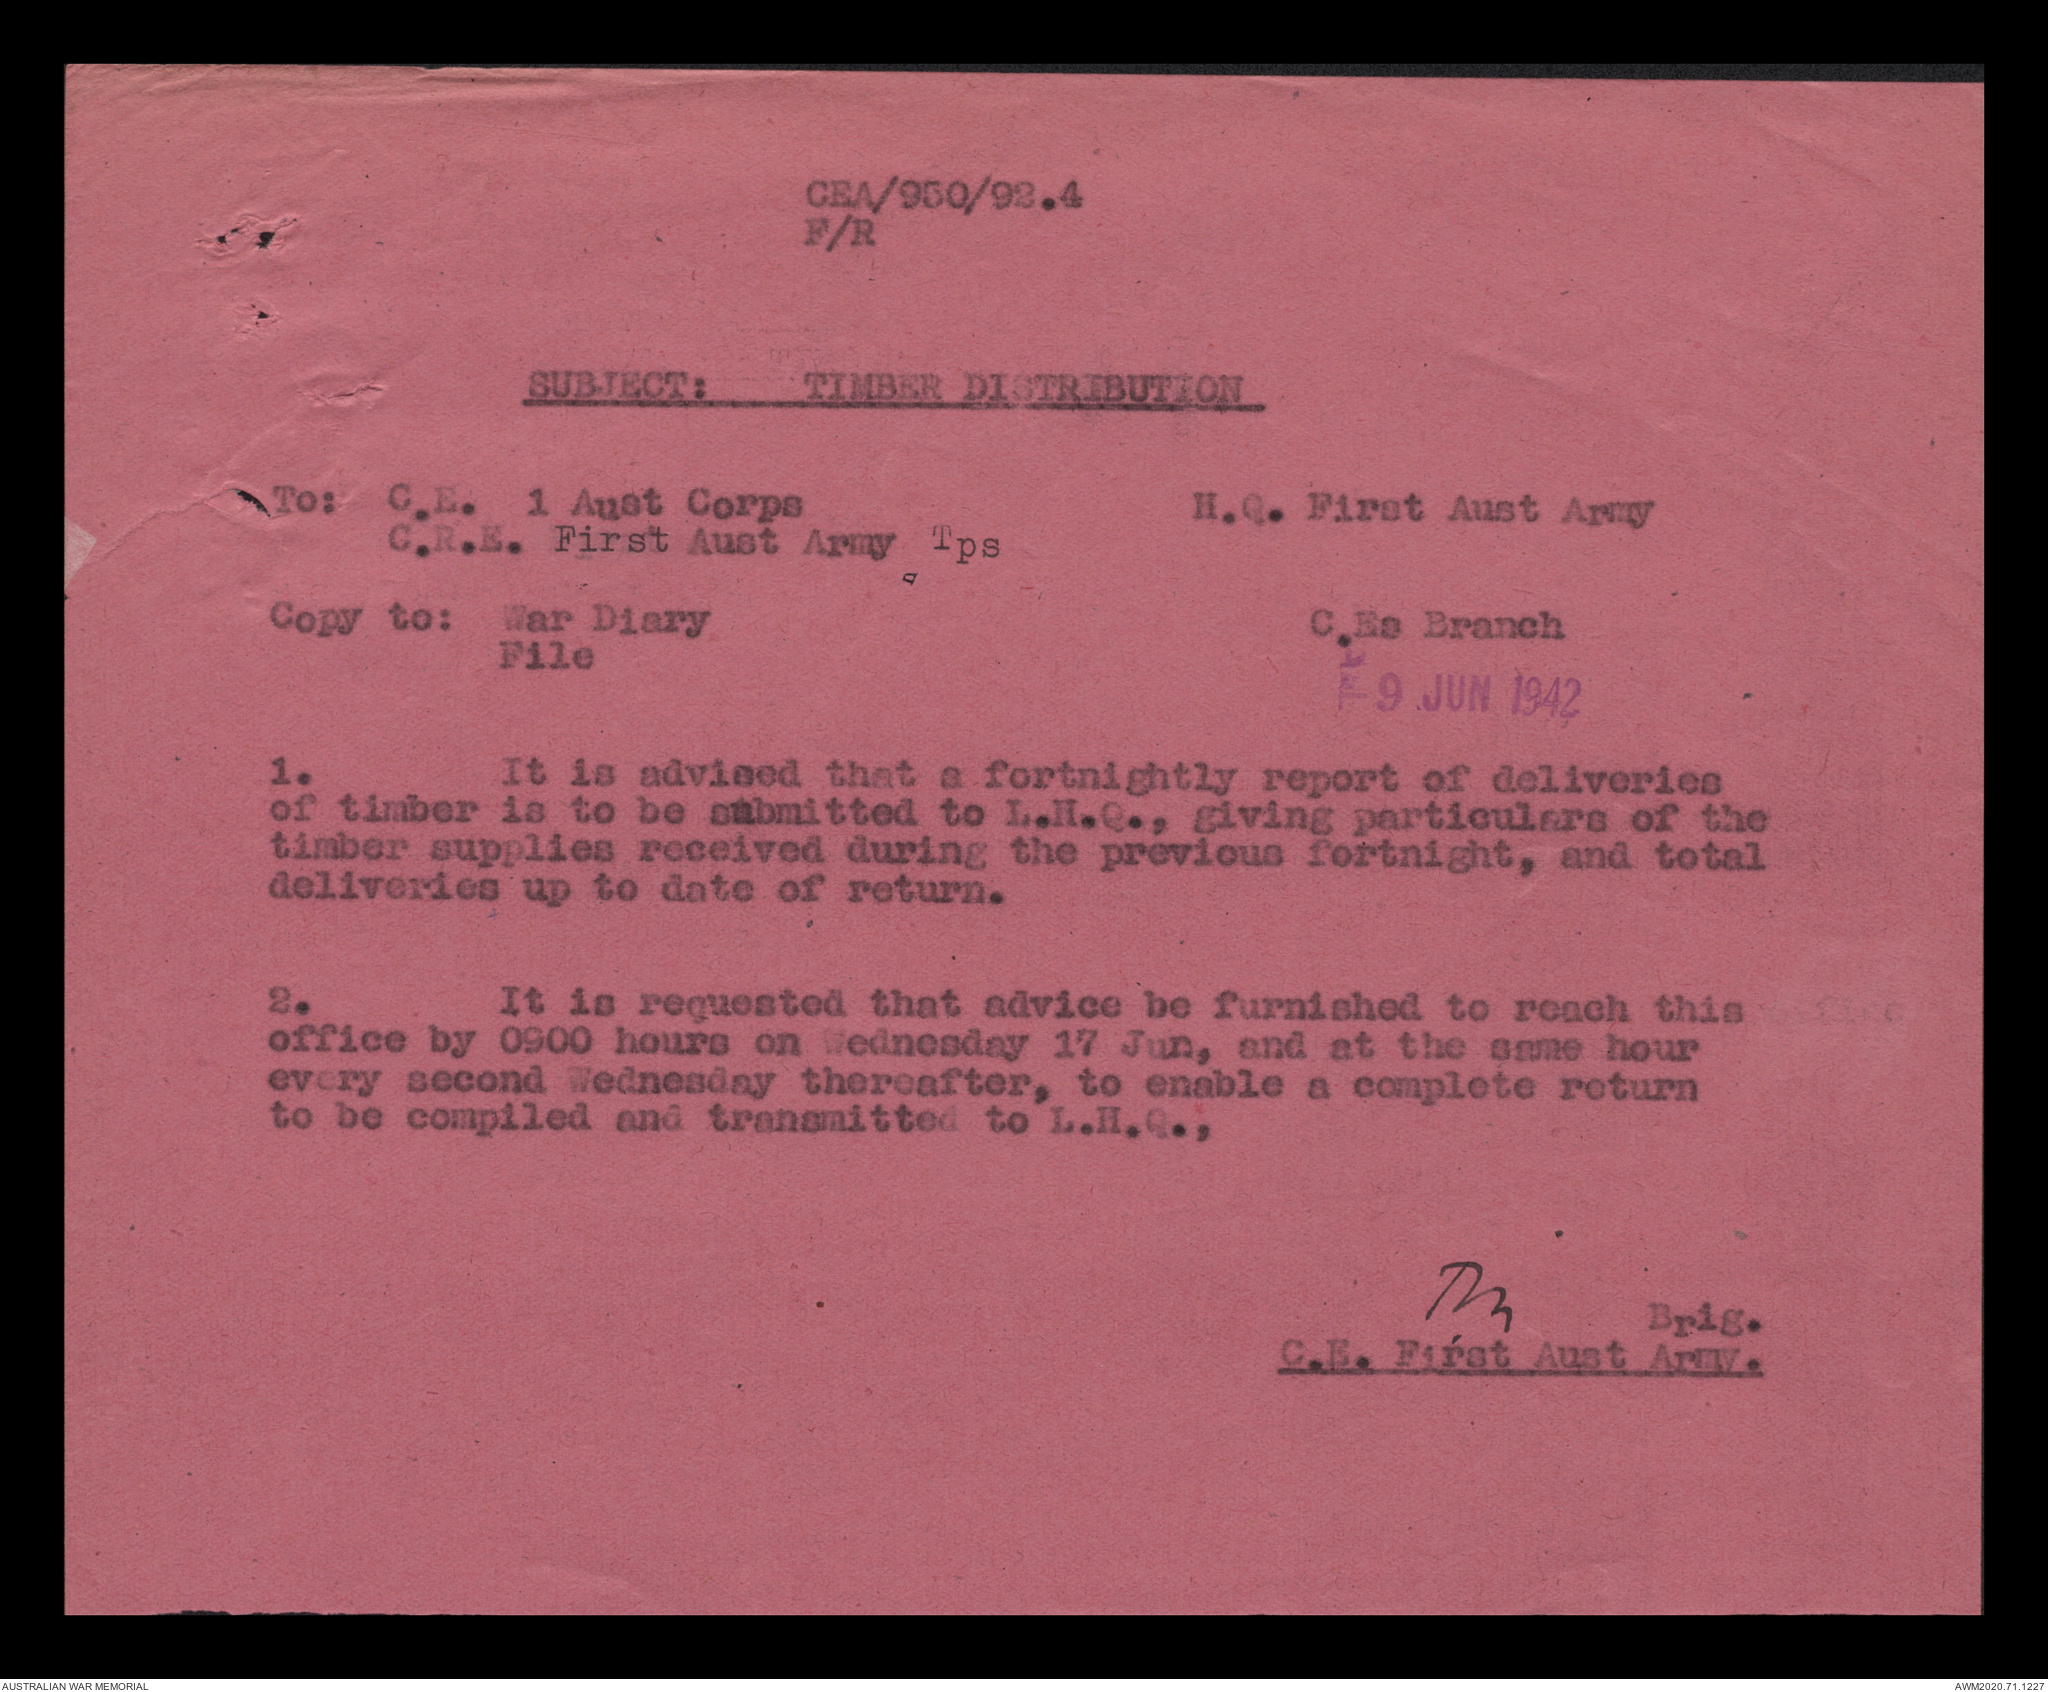 CEA/950/92.4
F/R
SUBJECT: TIMBER DISTRIBUTION
To: C.E. 1 Aust Corps H.Q. First Aust Army
C.R.E. First Aust Army Tps
Copy to: War Diary C.Es Branch
File
9 JUN 1942
1. It is advised that a fortnightly report of deliveries
of timber is to be submitted to L.H.Q., giving particulars of the
timber supplies received during the previous fortnight, and total
deliveries up to date of return.
2. It is requested that advice be furnished to reach this
office by 0900 hours on Wednesday 17 Jun, and at the same hour
every second Wednesday thereafter, to enable a complete return
to be compiled and transmitted to L.H.Q.,
Brig.
C.E. First Aust Army.
AUSTRALIAN WAR MEMORIAL AWM2020.71.1227